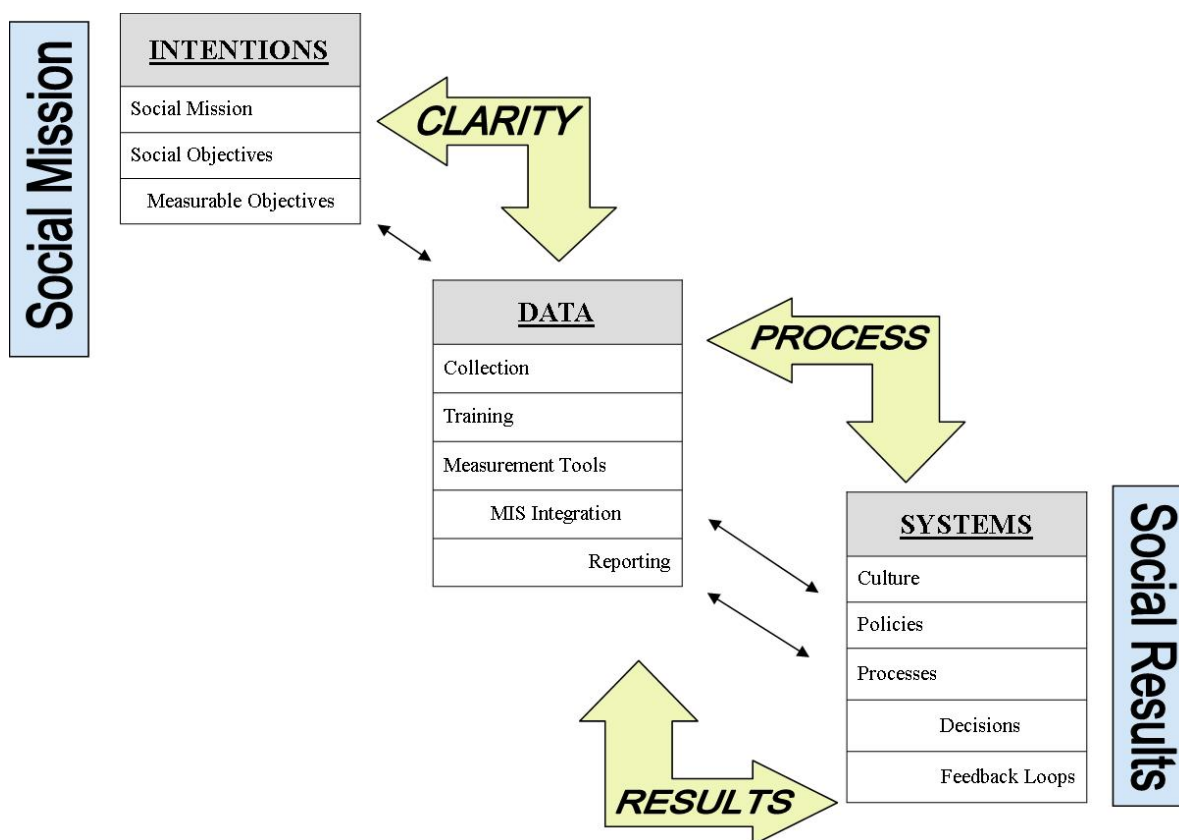 Social Mission
INTENTIONS
Social Mission
Social Objectives
Measurable Objectives
CLARITY
DATA
Collection
Training
Measurement Tools
MIS Integration
Reporting
PROCESS
SYSTEMS
Culture
Policies
Processes
Decisions
Feedback Loops
RESULTS
Social Results